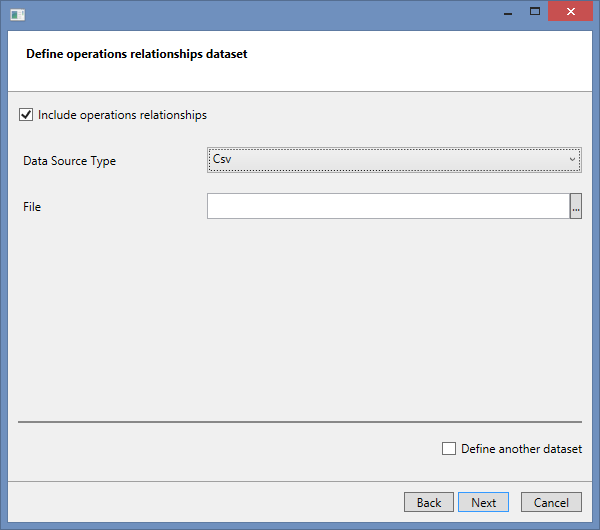 Define operations relationships dataset
Include operations relationships
Data Source Type
Csv
File
...
Define another dataset
Back
Next
Cancel